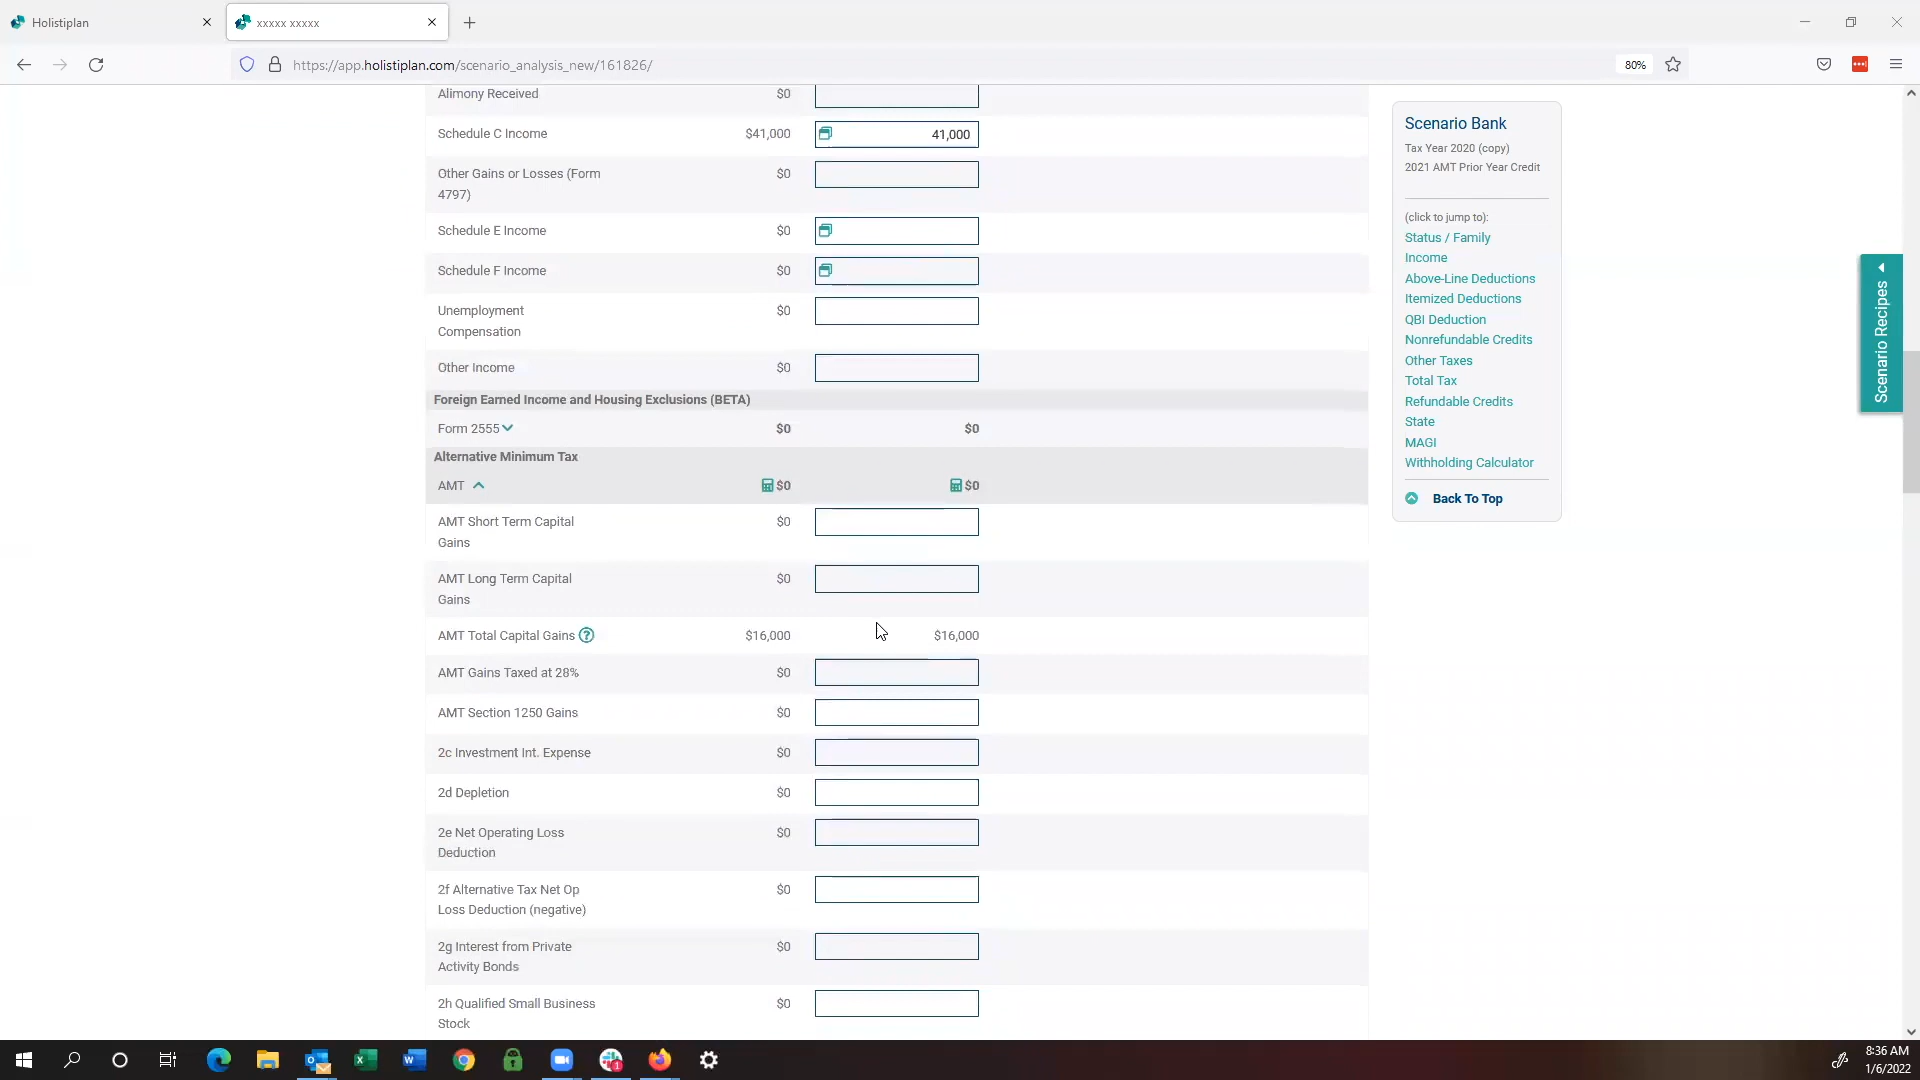 Holistiplan
xxxxx xxxxx
https://app.holistiplan.com/scenario_analysis_new/161826/
80%
Alimony Received $0
Schedule C Income $41,000 41,000
Other Gains or Losses (Form $0
4797)
Schedule E Income $0
Schedule F Income $0
Unemployment $0
Compensation
Other Income $0
Foreign Earned Income and Housing Exclusions (BETA)
Form 2555 $0 $0
Alternative Minimum Tax
AMT $0 $0
AMT Short Term Capital $0
Gains
AMT Long Term Capital $0
Gains
AMT Total Capital Gains ? $16,000 $16,000
AMT Gains Taxed at 28% $0
AMT Section 1250 Gains $0
2c Investment Int. Expense $0
2d Depletion $0
2e Net Operating Loss $0
Deduction
2f Alternative Tax Net Op $0
Loss Deduction (negative)
2g Interest from Private $0
Activity Bonds
2h Qualified Small Business $0
Stock
Scenario Bank
Tax Year 2020 (copy)
2021 AMT Prior Year Credit
(click to jump to):
Status / Family
Income
Above-Line Deductions
Itemized Deductions
QBI Deduction
Nonrefundable Credits
Other Taxes
Total Tax
Refundable Credits
State
MAGI
Withholding Calculator
Back To Top
Scenario Recipes
8:36 AM
1/6/2022